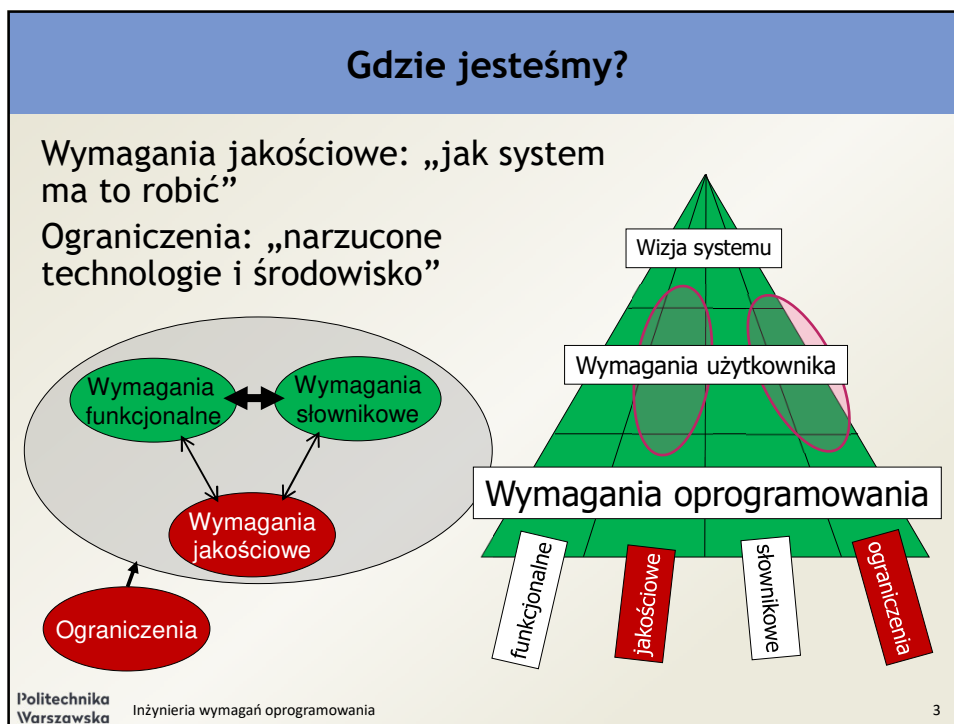 Gdzie jesteśmy?
Wymagania jakościowe: „jak system
ma to robić”
Ograniczenia: „narzucone
technologie i środowisko”
Wymagania
funkcjonalne
Wymagania
słownikowe
Wymagania
jakościowe
Ograniczenia
Wizja systemu
Wymagania użytkownika
Wymagania oprogramowania
funkcjonalne
jakościowe
słownikowe
ograniczenia
Politechnika
Warszawska
Inżynieria wymagań oprogramowania
3